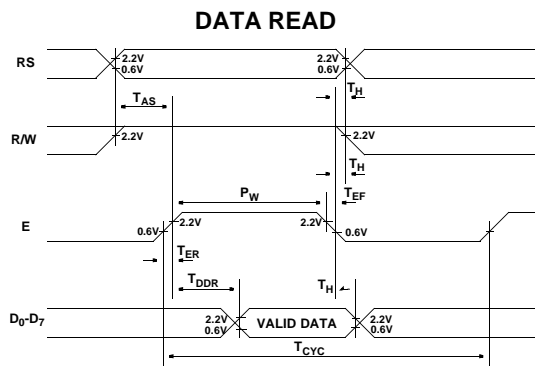 DATA READ
RS
2.2V 2.2V
0.6V 0.6V
TAS TH
R/W
2.2V 2.2V
TH
PW TEF
E
0.6V 2.2V 2.2V 0.6V
TER
TDDR TH
D0-D7
2.2V VALID DATA 2.2V
0.6V 0.6V
TCYC